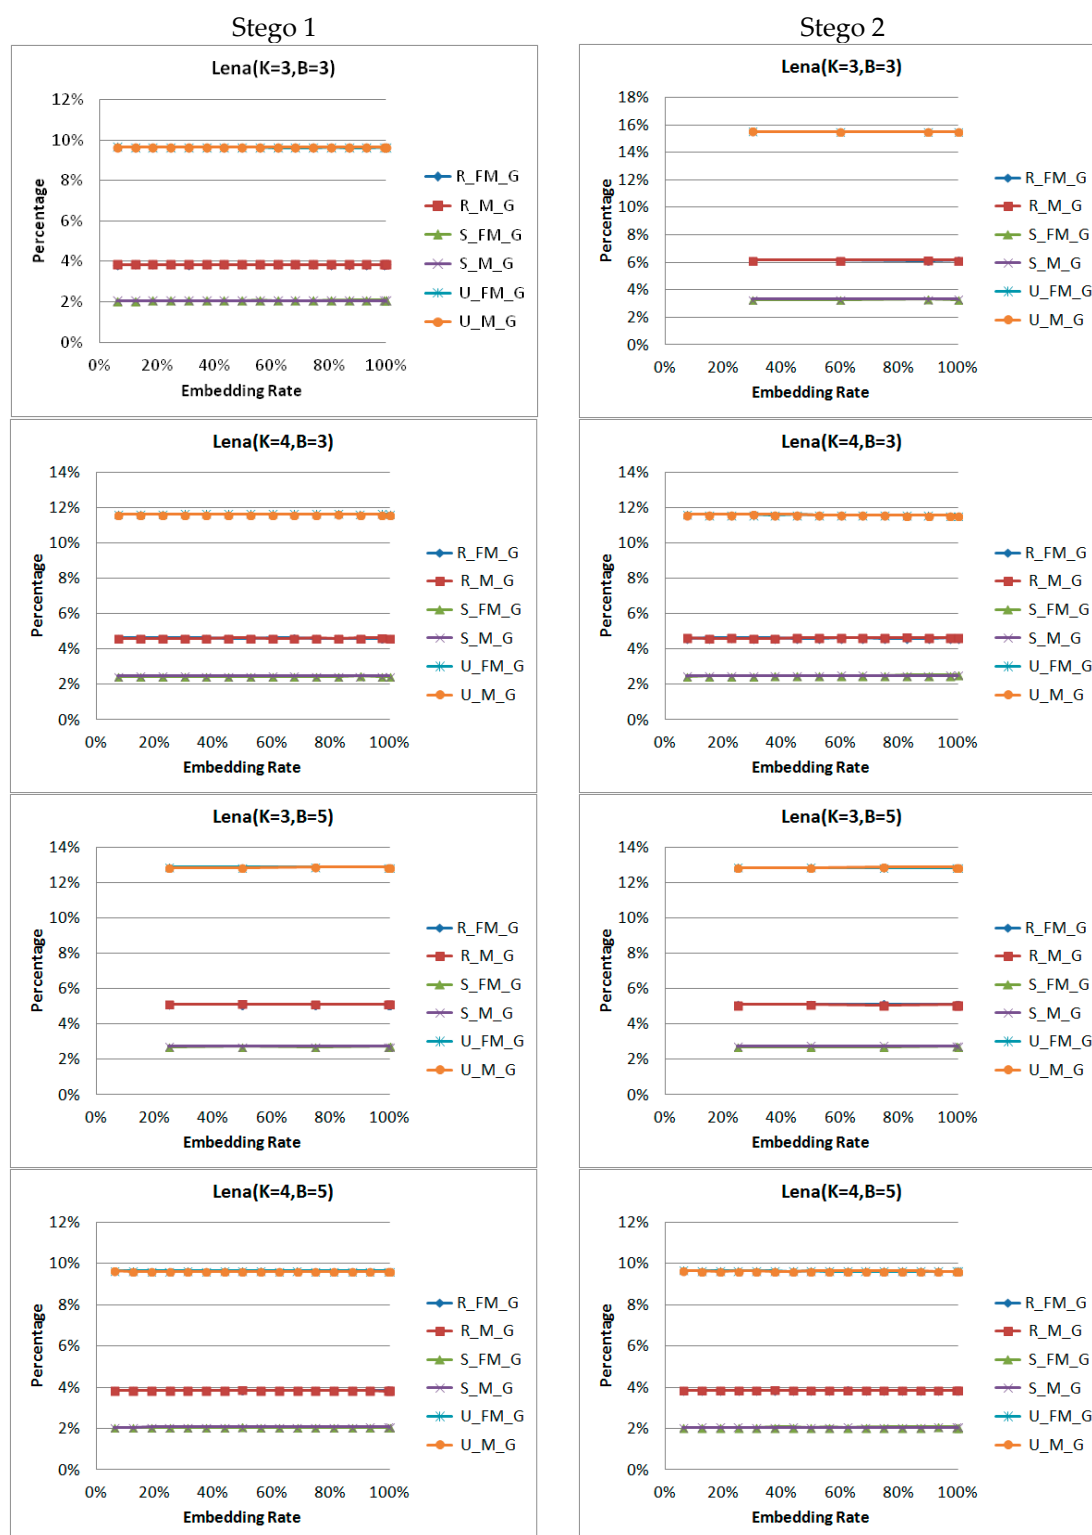 Stego 1
Stego 2
Lena(K=3,B=3)
12%
10%
8%
6%
4%
2%
0%
Percentage
0% 20% 40% 60% 80% 100%
Embedding Rate
R_FM_G
R_M_G
S_FM_G
S_M_G
U_FM_G
U_M_G
Lena(K=3,B=3)
18%
16%
14%
12%
10%
8%
6%
4%
2%
0%
Percentage
0% 20% 40% 60% 80% 100%
Embedding Rate
R_FM_G
R_M_G
S_FM_G
S_M_G
U_FM_G
U_M_G
Lena(K=4,B=3)
14%
12%
10%
8%
6%
4%
2%
0%
Percentage
0% 20% 40% 60% 80% 100%
Embedding Rate
R_FM_G
R_M_G
S_FM_G
S_M_G
U_FM_G
U_M_G
Lena(K=4,B=3)
14%
12%
10%
8%
6%
4%
2%
0%
Percentage
0% 20% 40% 60% 80% 100%
Embedding Rate
R_FM_G
R_M_G
S_FM_G
S_M_G
U_FM_G
U_M_G
Lena(K=3,B=5)
14%
12%
10%
8%
6%
4%
2%
0%
Percentage
0% 20% 40% 60% 80% 100%
Embedding Rate
R_FM_G
R_M_G
S_FM_G
S_M_G
U_FM_G
U_M_G
Lena(K=3,B=5)
14%
12%
10%
8%
6%
4%
2%
0%
Percentage
0% 20% 40% 60% 80% 100%
Embedding Rate
R_FM_G
R_M_G
S_FM_G
S_M_G
U_FM_G
U_M_G
Lena(K=4,B=5)
12%
10%
8%
6%
4%
2%
0%
Percentage
0% 20% 40% 60% 80% 100%
Embedding Rate
R_FM_G
R_M_G
S_FM_G
S_M_G
U_FM_G
U_M_G
Lena(K=4,B=5)
12%
10%
8%
6%
4%
2%
0%
Percentage
0% 20% 40% 60% 80% 100%
Embedding Rate
R_FM_G
R_M_G
S_FM_G
S_M_G
U_FM_G
U_M_G